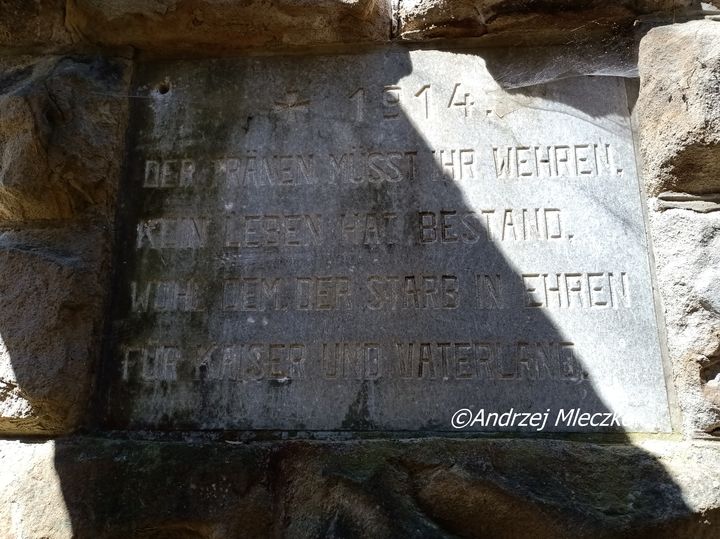 1914.
DER TRÄNEN MÜSST IHR WEHREN.
KEIN LEBEN HAT BESTAND.
WOHL DEM, DER STARB IN EHREN
FÜR KAISER UND VATERLAND.
©Andrzej Mleczko